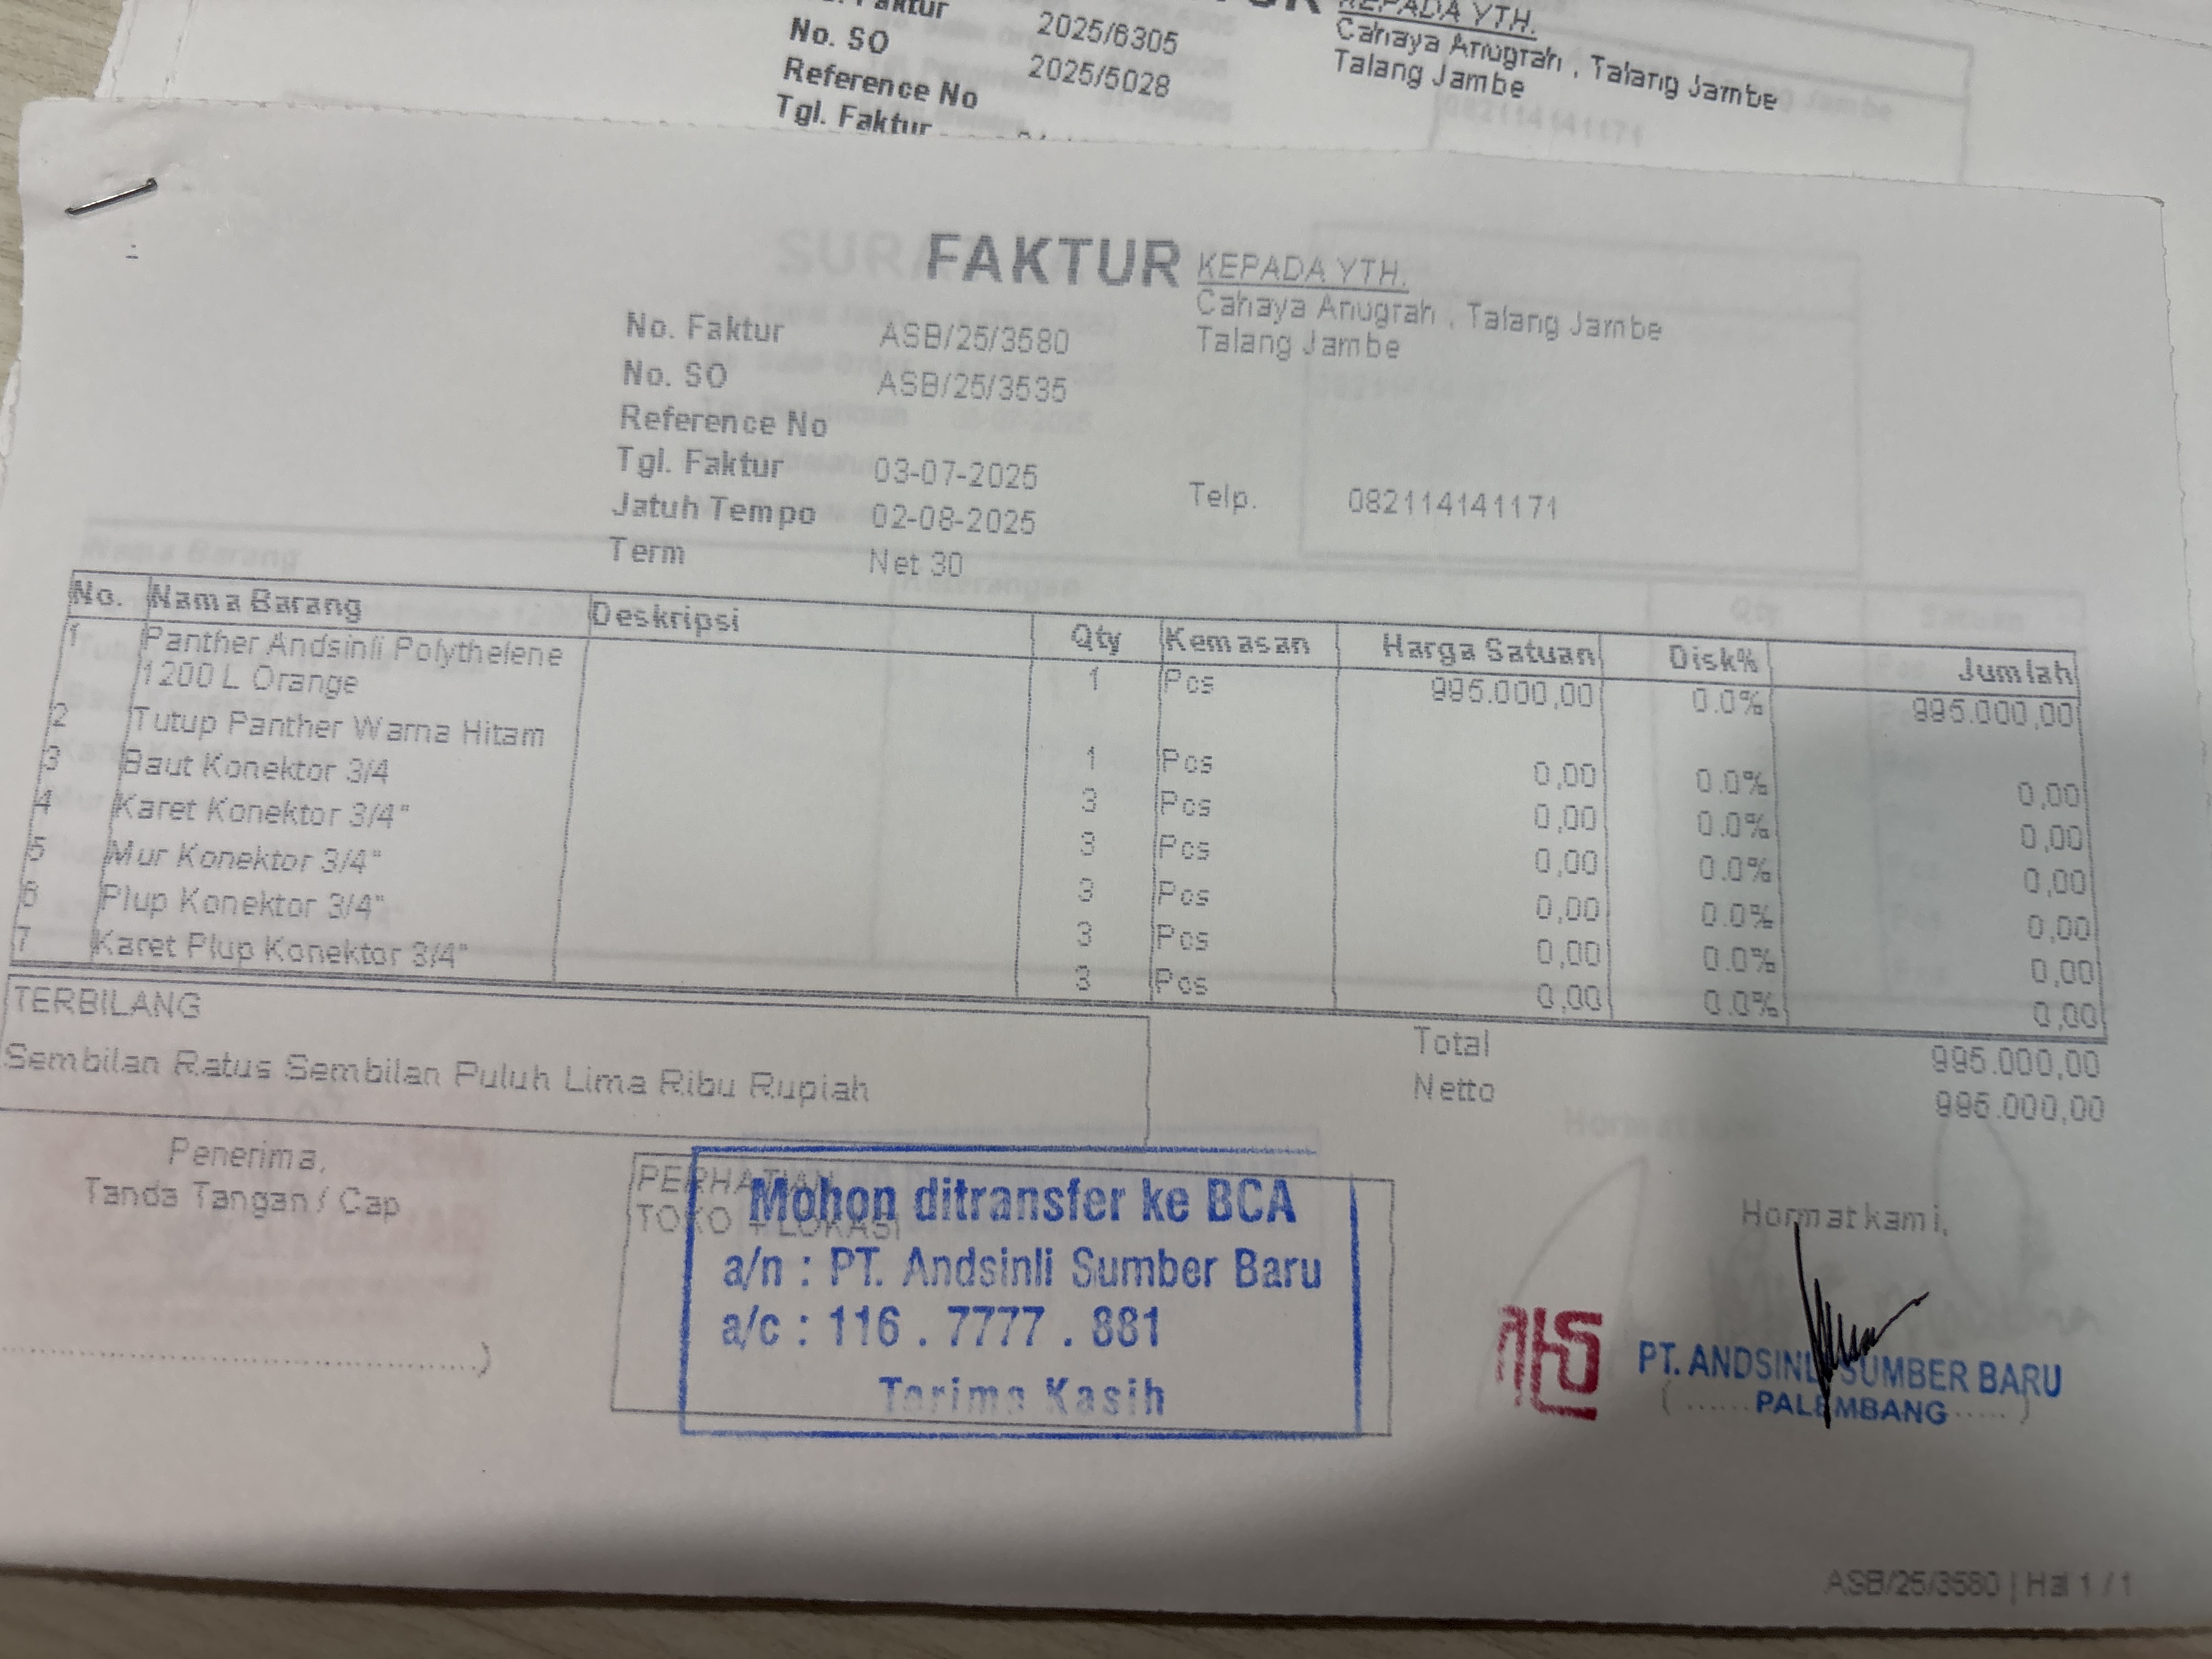 Faktur 2025/6305
No. SO 2025/5028
Reference No
Tgl. Faktur
KEPADA YTH.
Cahaya Anugrah , Talang Jambe
Talang Jambe
FAKTUR
KEPADA YTH.
Cahaya Anugrah , Talang Jambe
Talang Jambe
No. Faktur ASB/25/3580
No. SO ASB/25/3535
Reference No
Tgl. Faktur 03-07-2025
Jatuh Tempo 02-08-2025
Term Net 30
Telp. 082114141171
No. Nama Barang Deskripsi Qty Kemasan Harga Satuan Disk% Jumlah
1 Panther Andsinli Polythelene 1 Pcs 995.000,00 0.0% 995.000,00
1200 L Orange
2 Tutup Panther Warna Hitam 1 Pcs 0,00 0.0% 0,00
3 Baut Konektor 3/4 3 Pcs 0,00 0.0% 0,00
4 Karet Konektor 3/4" 3 Pcs 0,00 0.0% 0,00
5 Mur Konektor 3/4" 3 Pcs 0,00 0.0% 0,00
6 Plup Konektor 3/4" 3 Pcs 0,00 0.0% 0,00
7 Karet Plup Konektor 3/4" 3 Pcs 0,00 0.0% 0,00
TERBILANG
Sembilan Ratus Sembilan Puluh Lima Ribu Rupiah
Total 995.000,00
Netto 995.000,00
Penerima,
Tanda Tangan / Cap
PERHATIAN
TOKO + LOKASI
Mohon ditransfer ke BCA
a/n : PT. Andsinli Sumber Baru
a/c : 116 . 7777 . 881
Terima Kasih
Hormat kami,
PT. ANDSINLI SUMBER BARU
PALEMBANG
ASB/25/3580 | Hal 1 / 1